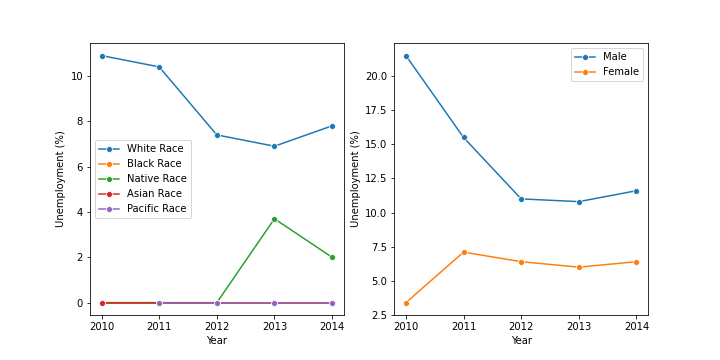 Unemployment (%)
10
8
6
4
2
0
White Race
Black Race
Native Race
Asian Race
Pacific Race
2010 2011 2012 2013 2014
Year
Unemployment (%)
20.0
17.5
15.0
12.5
10.0
7.5
5.0
2.5
Male
Female
2010 2011 2012 2013 2014
Year